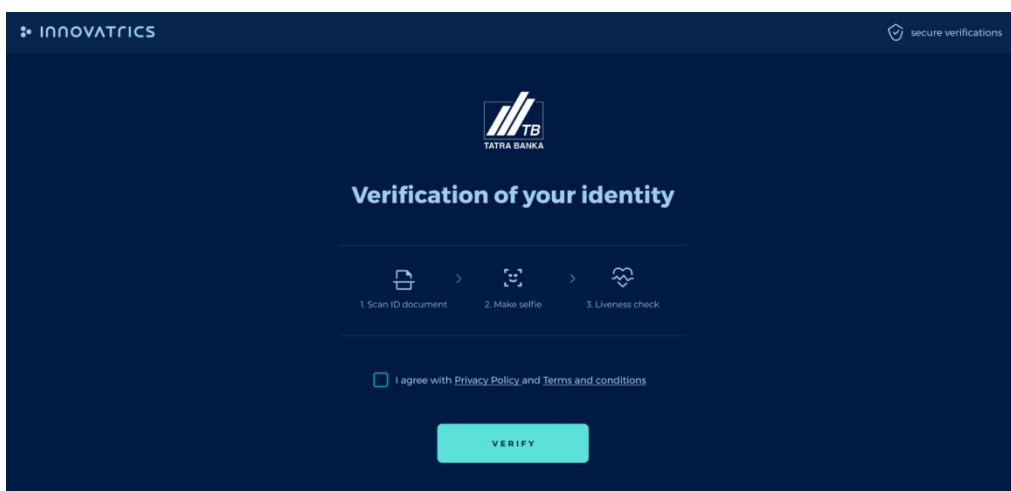 INNOVATRICS
secure verifications
TB
TATRA BANKA
Verification of your identity
1. Scan ID document
2. Make selfie
3. Liveness check
I agree with Privacy Policy and Terms and conditions
VERIFY